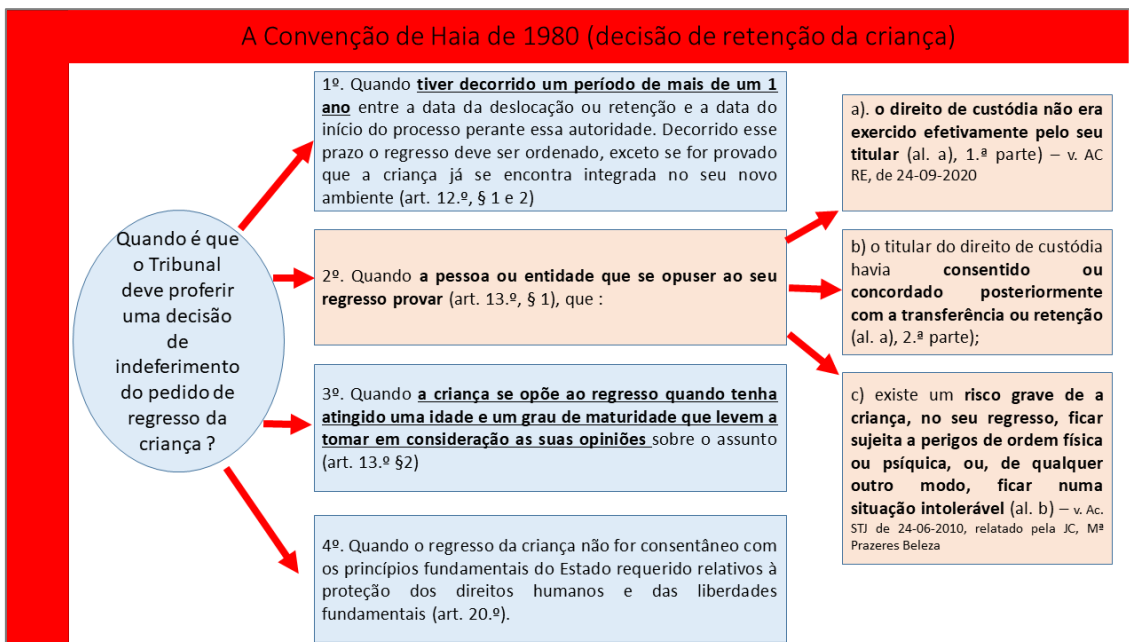 A Convenção de Haia de 1980 (decisão de retenção da criança)
Quando é que
o Tribunal
deve proferir
uma decisão
de
indeferimento
do pedido de
regresso da
criança ?
1º. Quando tiver decorrido um período de mais de um 1
ano entre a data da deslocação ou retenção e a data do
início do processo perante essa autoridade. Decorrido esse
prazo o regresso deve ser ordenado, exceto se for provado
que a criança já se encontra integrada no seu novo
ambiente (art. 12.º, § 1 e 2)
2º. Quando a pessoa ou entidade que se opuser ao seu
regresso provar (art. 13.º, § 1), que :
a). o direito de custódia não era
exercido efetivamente pelo seu
titular (al. a), 1.ª parte) – v. AC
RE, de 24-09-2020
b) o titular do direito de custódia
havia consentido ou
concordado posteriormente
com a transferência ou retenção
(al. a), 2.ª parte);
c) existe um risco grave de a
criança, no seu regresso, ficar
sujeita a perigos de ordem física
ou psíquica, ou, de qualquer
outro modo, ficar numa
situação intolerável (al. b) – v. Ac.
STJ de 24-06-2010, relatado pela JC, Mª
Prazeres Beleza
3º. Quando a criança se opõe ao regresso quando tenha
atingido uma idade e um grau de maturidade que levem a
tomar em consideração as suas opiniões sobre o assunto
(art. 13.º §2)
4º. Quando o regresso da criança não for consentâneo com
os princípios fundamentais do Estado requerido relativos à
proteção dos direitos humanos e das liberdades
fundamentais (art. 20.º).